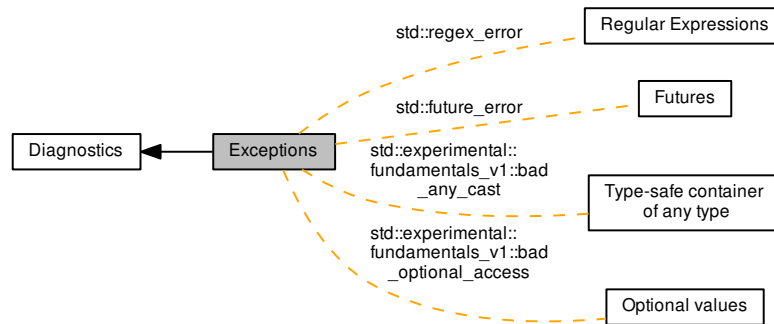 std::regex_error
Regular Expressions
std::future_error
Futures
Diagnostics
Exceptions
std::experimental::
fundamentals_v1::bad
_any_cast
Type-safe container
of any type
std::experimental::
fundamentals_v1::bad
_optional_access
Optional values